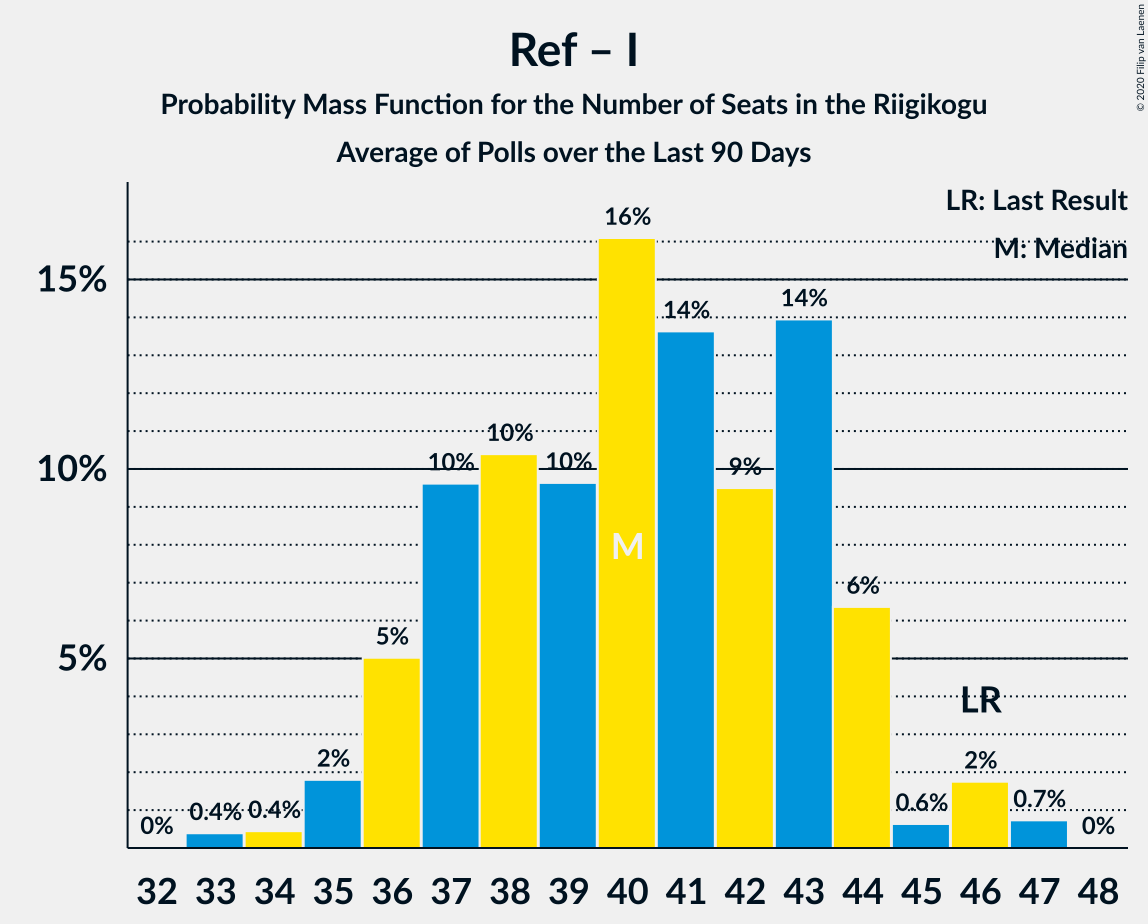 Ref – I
Probability Mass Function for the Number of Seats in the Riigikogu
Average of Polls over the Last 90 Days
© 2020 Filip van Laenen
LR: Last Result
M: Median
15%
10%
5%
0% 0.4% 0.4% 2% 5% 10% 10% 10% 16% 14% 9% 14% 6% 0.6% 2% 0.7% 0%
M
LR
32 33 34 35 36 37 38 39 40 41 42 43 44 45 46 47 48